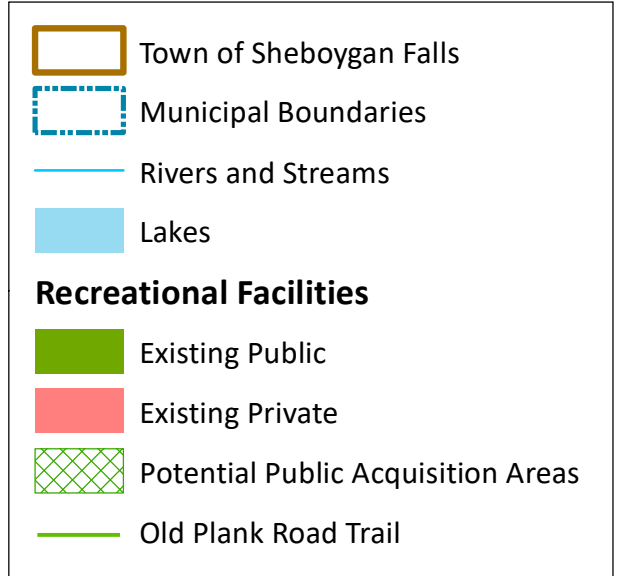 Town of Sheboygan Falls
Municipal Boundaries
Rivers and Streams
Lakes
Recreational Facilities
Existing Public
Existing Private
Potential Public Acquisition Areas
Old Plank Road Trail